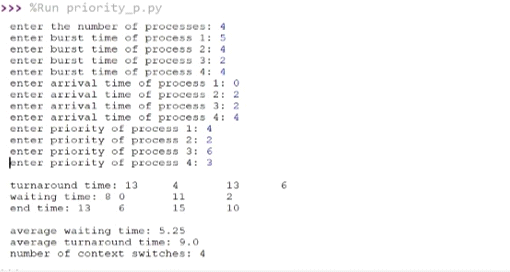 >>> %Run priority_p.py
enter the number of processes: 4
enter burst time of process 1: 5
enter burst time of process 2: 4
enter burst time of process 3: 2
enter burst time of process 4: 4
enter arrival time of process 1: 0
enter arrival time of process 2: 2
enter arrival time of process 3: 2
enter arrival time of process 4: 4
enter priority of process 1: 4
enter priority of process 2: 2
enter priority of process 3: 6
enter priority of process 4: 3
turnaround time: 13 4 13 6
waiting time: 8 0 11 2
end time: 13 6 15 10
average waiting time: 5.25
average turnaround time: 9.0
number of context switches: 4